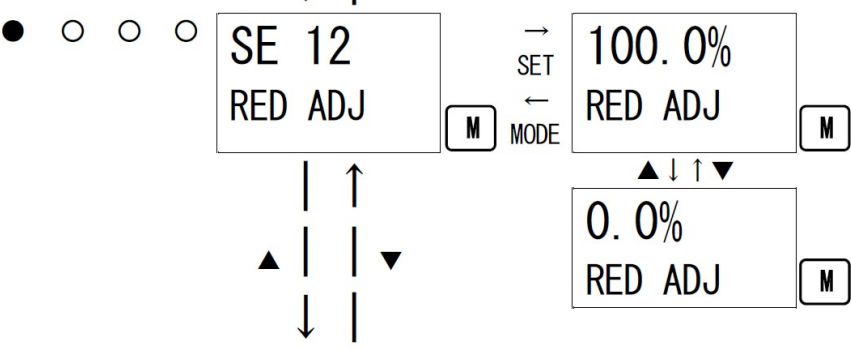 ● ○ ○ ○
SE 12
RED ADJ
M
→
SET
←
MODE
100.0%
RED ADJ
M
▲↓↑▼
0.0%
RED ADJ
M
▲ ↓ ↑ ▼